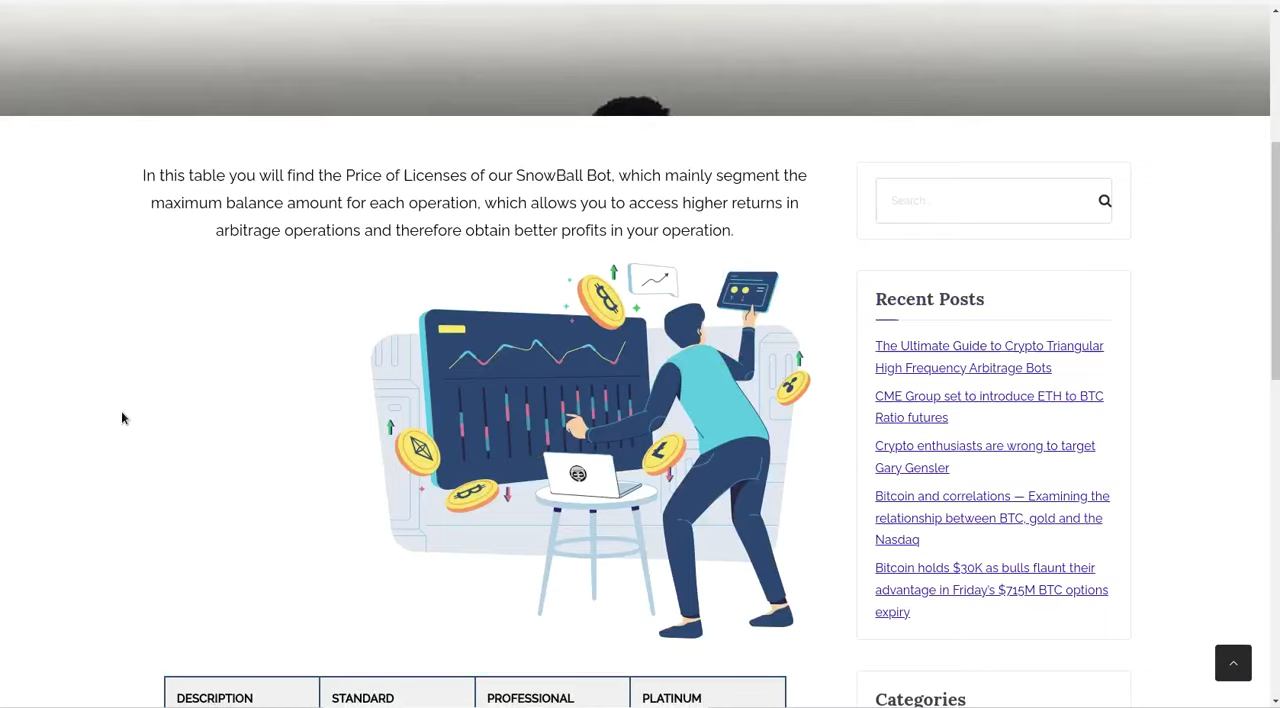 In this table you will find the Price of Licenses of our SnowBall Bot, which mainly segment the
maximum balance amount for each operation, which allows you to access higher returns in
arbitrage operations and therefore obtain better profits in your operation.
Search …
Recent Posts
The Ultimate Guide to Crypto Triangular
High Frequency Arbitrage Bots
CME Group set to introduce ETH to BTC
Ratio futures
Crypto enthusiasts are wrong to target
Gary Gensler
Bitcoin and correlations — Examining the
relationship between BTC, gold and the
Nasdaq
Bitcoin holds $30K as bulls flaunt their
advantage in Friday's $715M BTC options
expiry
Categories
DESCRIPTION STANDARD PROFESSIONAL PLATINUM